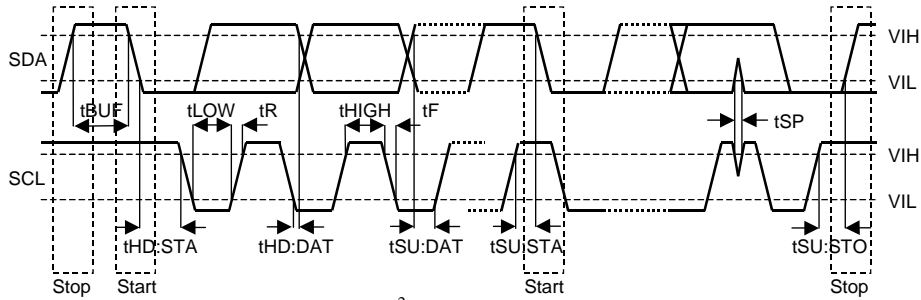 SDA
VIH
VIL
tBUF
tLOW
tR
tHIGH
tF
tSP
SCL
VIH
VIL
tHD:STA
tHD:DAT
tSU:DAT
tSU:STA
tSU:STO
Stop
Start
Start
Stop
2